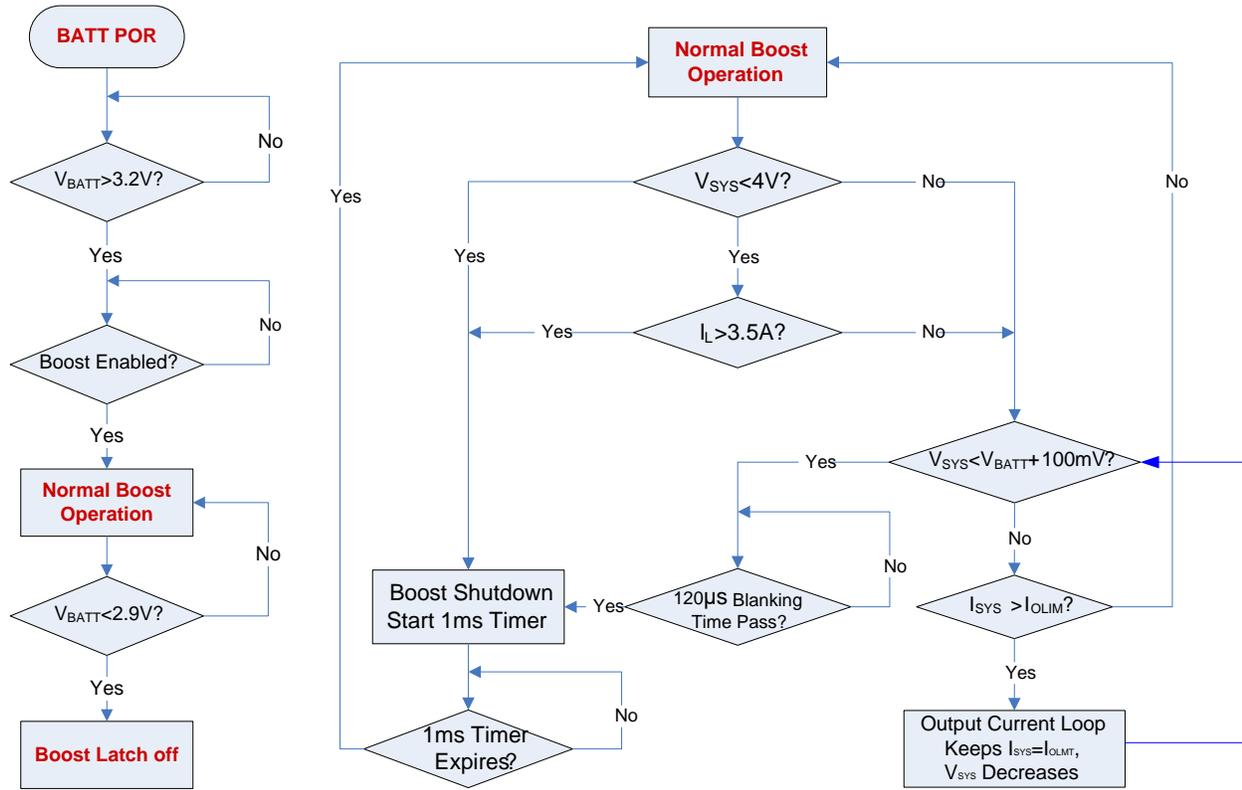 BATT POR
No
VBATT>3.2V?
Yes
No
Boost Enabled?
Yes
Normal Boost
Operation
No
VBATT<2.9V?
Yes
Boost Latch off
Normal Boost
Operation
Yes
VSYS<4V?
No
No
Yes
Yes
Yes
IL>3.5A?
No
Yes
VSYS<VBATT+100mV?
No
No
Boost Shutdown
Start 1ms Timer
Yes
120μs Blanking
Time Pass?
ISYS >IOLIM?
Yes
No
1ms Timer
Expires?
Output Current Loop
Keeps ISYS=IOLMT,
VSYS Decreases